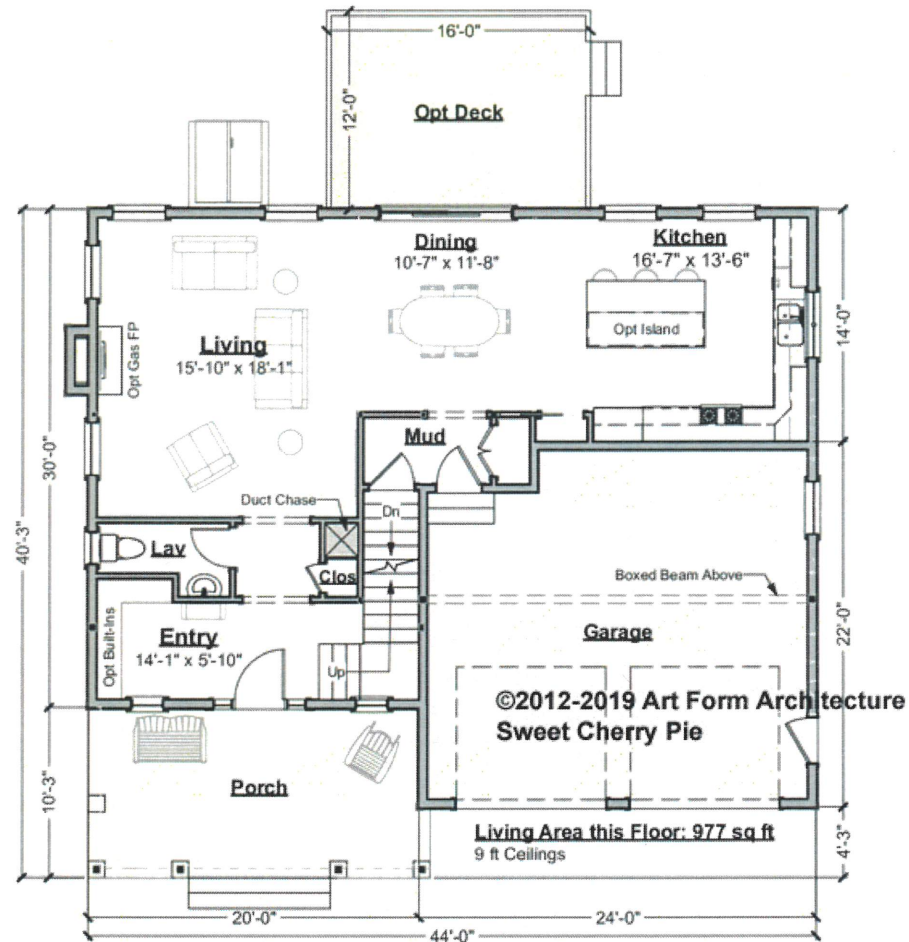 16'-0"
12'-0"
Opt Deck
Dining
10'-7" x 11'-8"
Kitchen
16'-7" x 13'-6"
Opt Island
Living
15'-10" x 18'-1"
Opt Gas FP
14'-0"
30'-0"
40'-3"
Mud
Duct Chase
Dn
Lav
Clos
Boxed Beam Above
Entry
14'-1" x 5'-10"
Opt Built-Ins
Up
Garage
22'-0"
©2012-2019 Art Form Architecture
Sweet Cherry Pie
Porch
10'-3"
Living Area this Floor: 977 sq ft
9 ft Ceilings
4'-3"
20'-0"
24'-0"
44'-0"